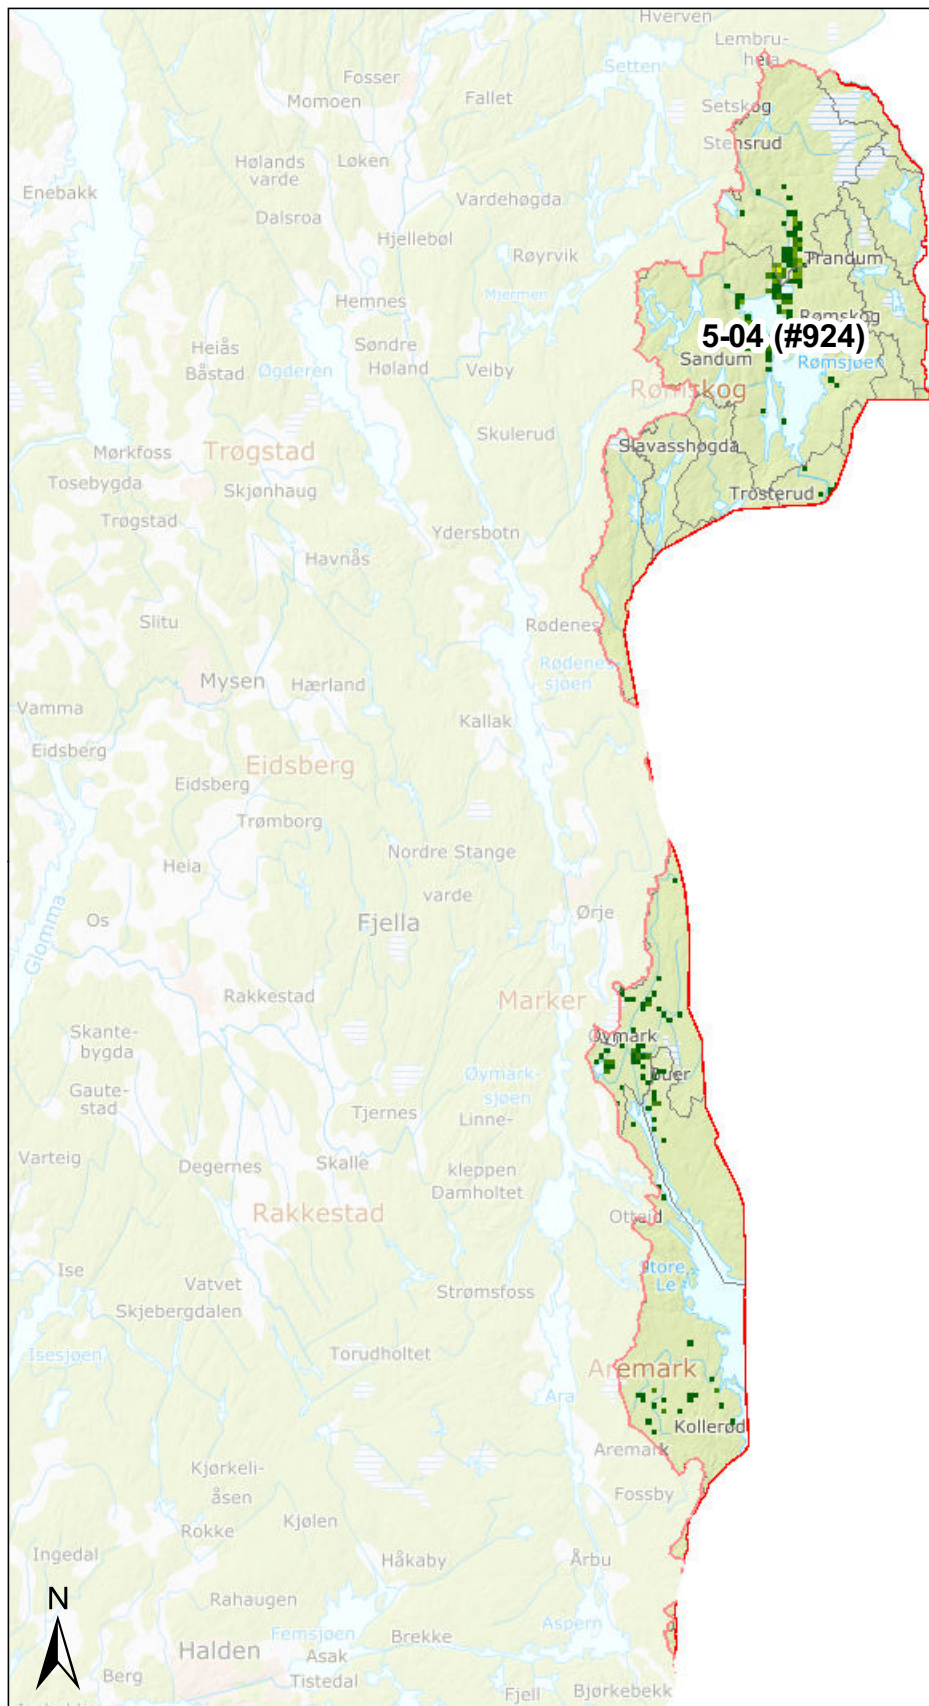 Hverven
Lembru-
heia
Setten
Fosser
Momoen
Fallet
Setskog
Stensrud
Hølands
varde
Løken
Enebakk
Vardehøgda
Dalsroa
Hjellebøl
Røyrvik
Trandum
Mjermen
Hemnes
Rømskog
5-04 (#924)
Heiås
Båstad
Søndre
Høland
Øgderen
Veiby
Sandum
Rømsjøen
Rømskog
Skulerud
Slavasshøgda
Mørkfoss
Trøgstad
Tosebygda
Skjønhaug
Trosterud
Trøgstad
Ydersbotn
Havnås
Slitu
Rødenes
Rødenes-
sjøen
Mysen
Hærland
Vamma
Kallak
Eidsberg
Eidsberg
Eidsberg
Trømborg
Nordre Stange
varde
Heia
Os
Fjella
Ørje
Glomma
Rakkestad
Marker
Skante-
bygda
Øymark
Buer
Øymark-
sjøen
Gaute-
stad
Tjernes
Linne-
kleppen
Varteig
Degernes
Skalle
Damholtet
Rakkestad
Otteid
Ise
Vatvet
Store
Le
Strømsfoss
Skjebergdalen
Isesjøen
Torudholtet
Aremark
Ara
Kollerød
Aremark
Kjørkeli-
åsen
Fossby
Rokke
Kjølen
Ingedal
Håkaby
Årbu
N
Rahaugen
Femsjøen
Brekke
Aspern
Halden
Asak
Berg
Tistedal
Fjell
Bjørkebekk